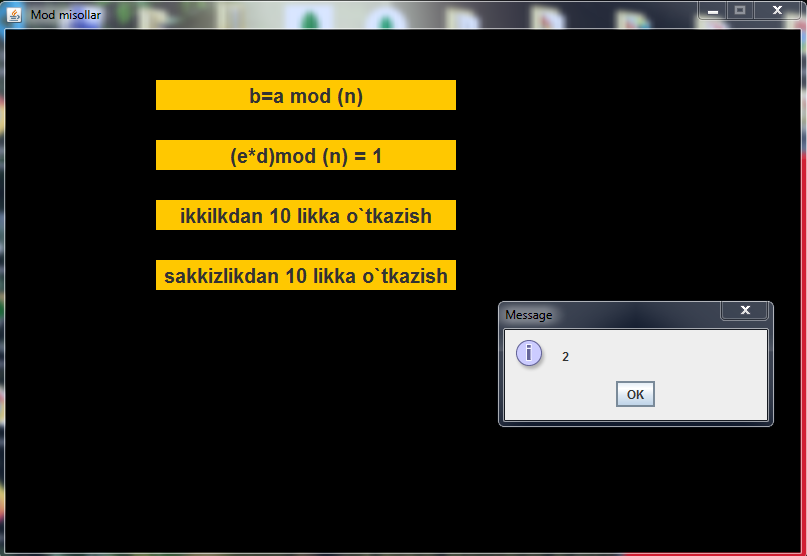 Mod misollar
b=a mod (n)
(e*d)mod (n) = 1
ikkilkdan 10 likka o`tkazish
sakkizlikdan 10 likka o`tkazish
Message
2
OK